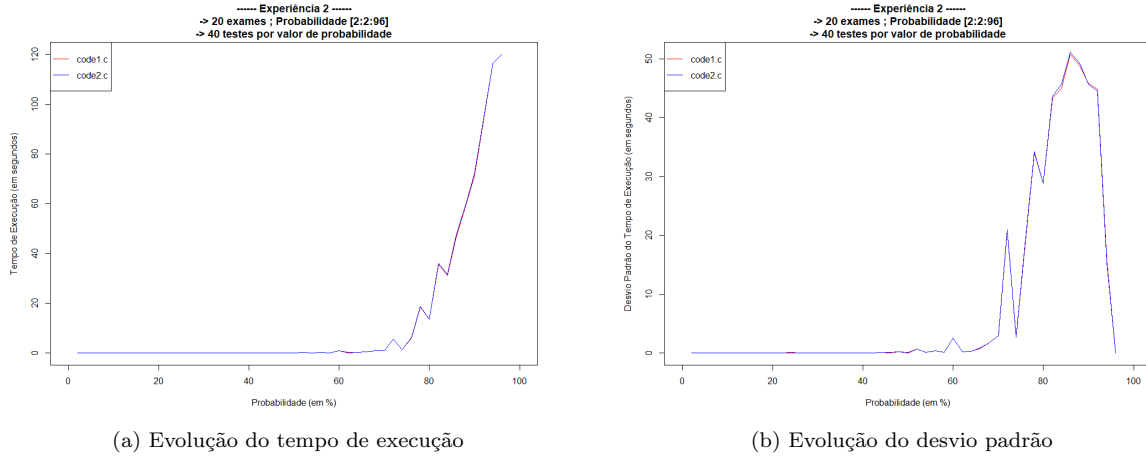 ------ Experiência 2 ------
-> 20 exames ; Probabilidade [2:2:96]
-> 40 testes por valor de probabilidade
code1.c
code2.c
Tempo de Execução (em segundos)
0
20
40
60
80
100
120
0
20
40
60
80
100
Probabilidade (em %)
(a) Evolução do tempo de execução
------ Experiência 2 ------
-> 20 exames ; Probabilidade [2:2:96]
-> 40 testes por valor de probabilidade
code1.c
code2.c
Desvio Padrão do Tempo de Execução (em segundos)
0
10
20
30
40
50
0
20
40
60
80
100
Probabilidade (em %)
(b) Evolução do desvio padrão